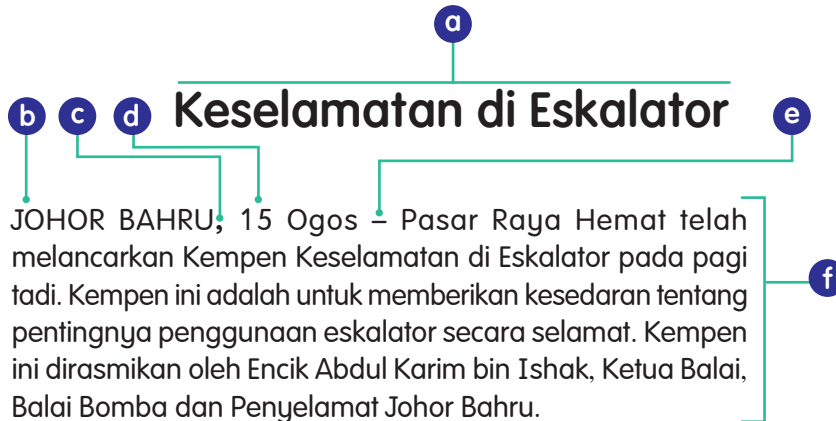 a
Keselamatan di Eskalator
b c d e
JOHOR BAHRU, 15 Ogos – Pasar Raya Hemat telah
melancarkan Kempen Keselamatan di Eskalator pada pagi
tadi. Kempen ini adalah untuk memberikan kesedaran tentang
pentingnya penggunaan eskalator secara selamat. Kempen
ini dirasmikan oleh Encik Abdul Karim bin Ishak, Ketua Balai,
Balai Bomba dan Penyelamat Johor Bahru.
f